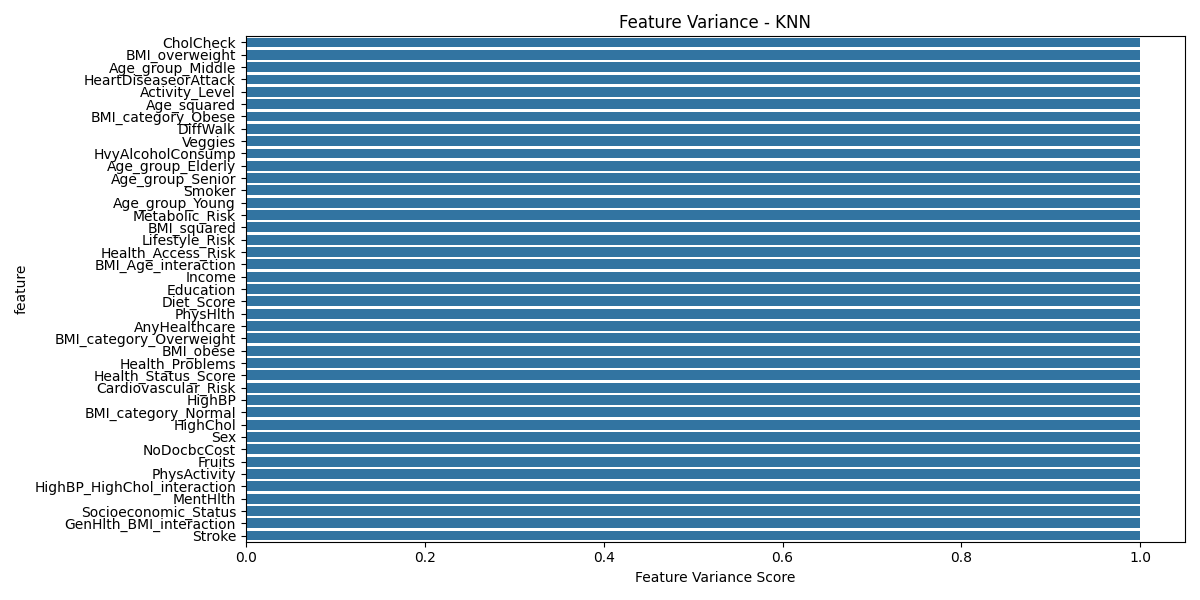 Feature Variance - KNN
feature
CholCheck
BMI_overweight
Age_group_Middle
HeartDiseaseorAttack
Activity_Level
Age_squared
BMI_category_Obese
DiffWalk
Veggies
HvyAlcoholConsump
Age_group_Elderly
Age_group_Senior
Smoker
Age_group_Young
Metabolic_Risk
BMI_squared
Lifestyle_Risk
Health_Access_Risk
BMI_Age_interaction
Income
Education
Diet_Score
PhysHlth
AnyHealthcare
BMI_category_Overweight
BMI_obese
Health_Problems
Health_Status_Score
Cardiovascular_Risk
HighBP
BMI_category_Normal
HighChol
Sex
NoDocbcCost
Fruits
PhysActivity
HighBP_HighChol_interaction
MentHlth
Socioeconomic_Status
GenHlth_BMI_interaction
Stroke
0.0 0.2 0.4 0.6 0.8 1.0
Feature Variance Score